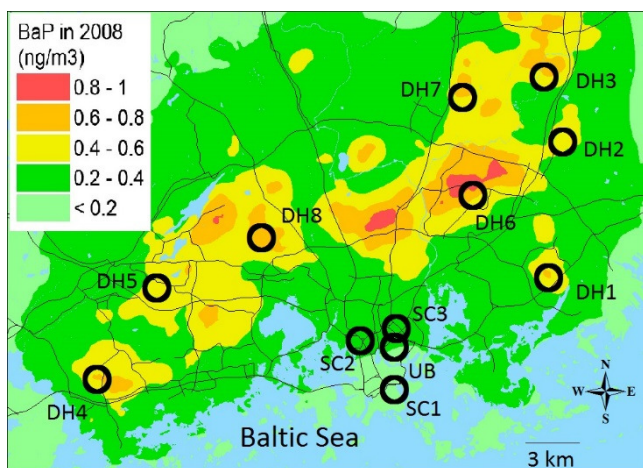 BaP in 2008
(ng/m3)
0.8 - 1
0.6 - 0.8
0.4 - 0.6
0.2 - 0.4
< 0.2
DH7
DH3
DH2
DH6
DH8
DH5
DH1
SC3
SC2
UB
DH4
SC1
N
W E
S
Baltic Sea
3 km